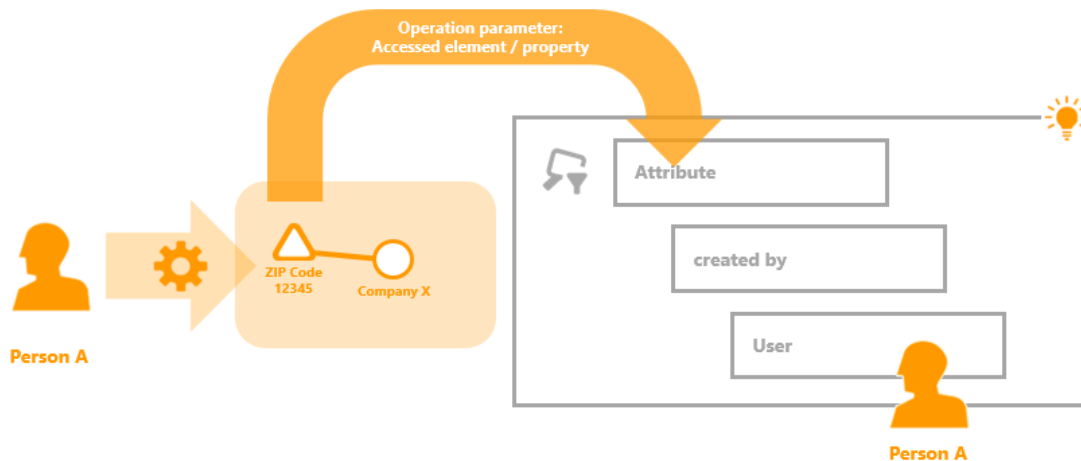 Operation parameter:
Accessed element / property
Attribute
created by
User
ZIP Code
12345
Company X
Person A
Person A